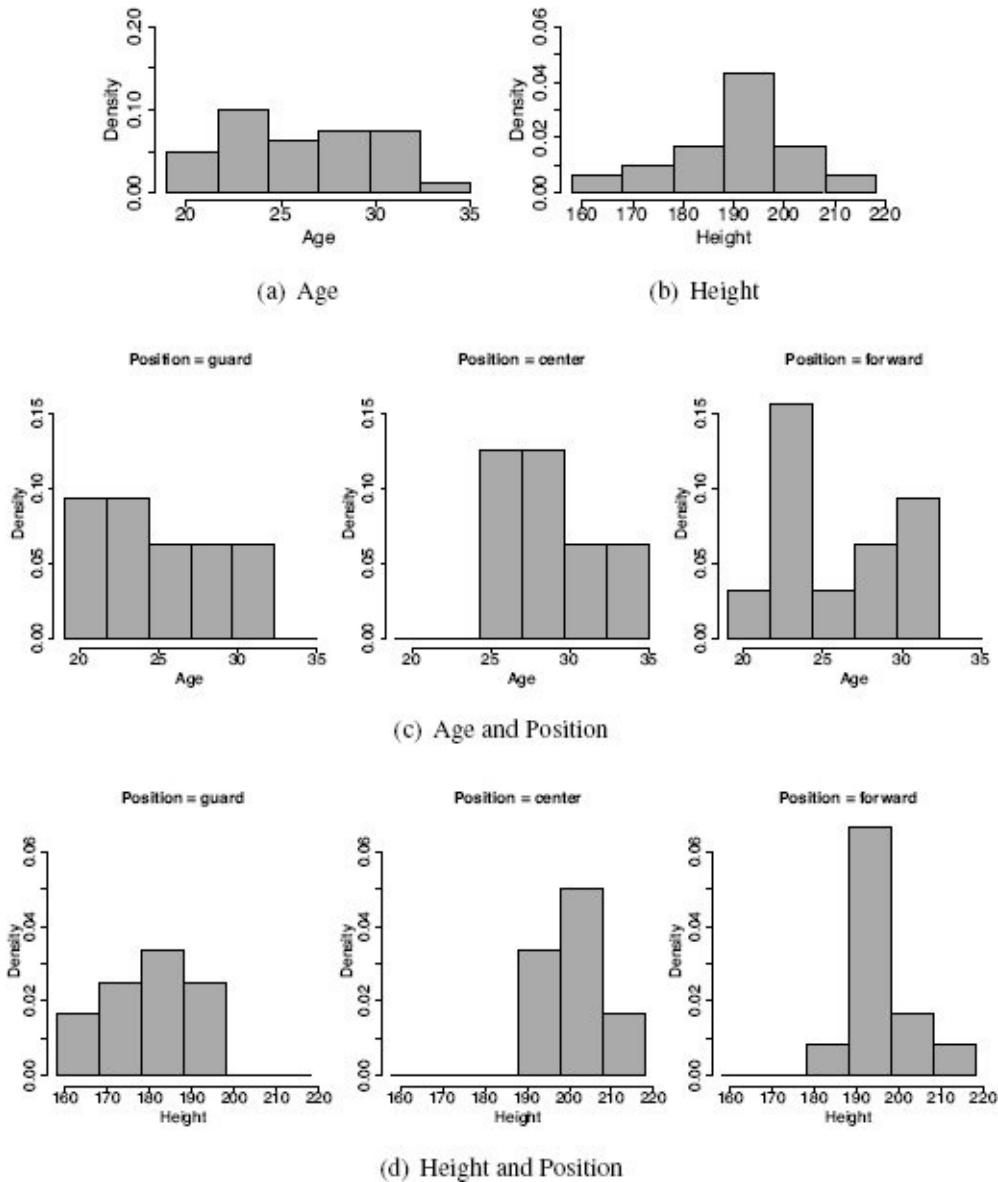 0.20
0.10
0.00
Density
20 25 30 35
Age
(a) Age
0.06
0.04
0.02
0.00
Density
160 170 180 190 200 210 220
Height
(b) Height
Position = guard
0.15
0.10
0.05
0.00
Density
20 25 30 35
Age
Position = center
0.15
0.10
0.05
0.00
Density
20 25 30 35
Age
Position = forward
0.15
0.10
0.05
0.00
Density
20 25 30 35
Age
(c) Age and Position
Position = guard
0.06
0.04
0.02
0.00
Density
160 170 180 190 200 210 220
Height
Position = center
0.06
0.04
0.02
0.00
Density
160 170 180 190 200 210 220
Height
Position = forward
0.06
0.04
0.02
0.00
Density
160 170 180 190 200 210 220
Height
(d) Height and Position